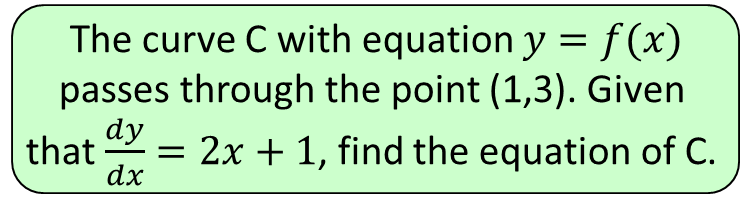 The curve C with equation y = f(x)
passes through the point (1,3). Given
that dy/dx = 2x + 1, find the equation of C.